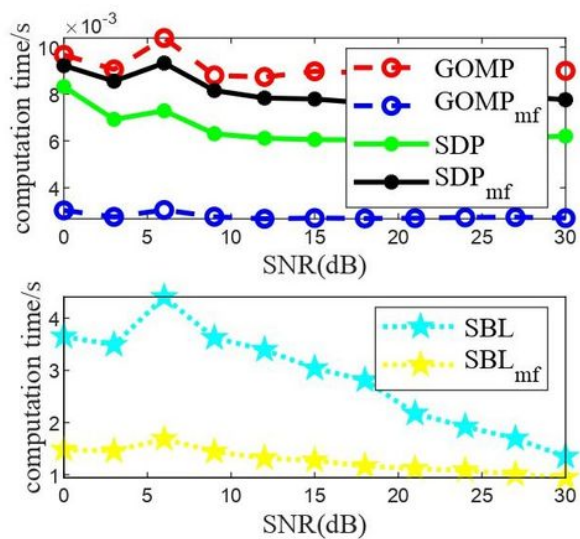 ×10⁻³
10
8
6
4
computation time/s
GOMP
GOMP_mf
SDP
SDP_mf
0 5 10 15 20 25 30
SNR(dB)
4
3
2
1
computation time/s
SBL
SBL_mf
0 5 10 15 20 25 30
SNR(dB)